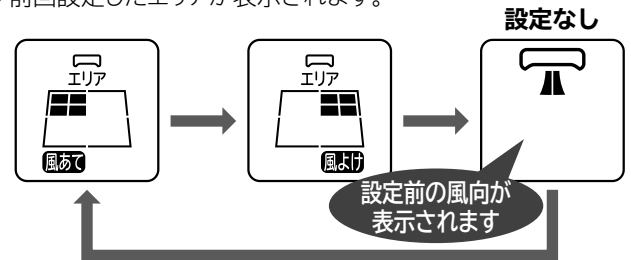 前回設定したエリアが表示されます。
設定なし
エリア
風あて
エリア
風よけ
設定前の風向が
表示されます